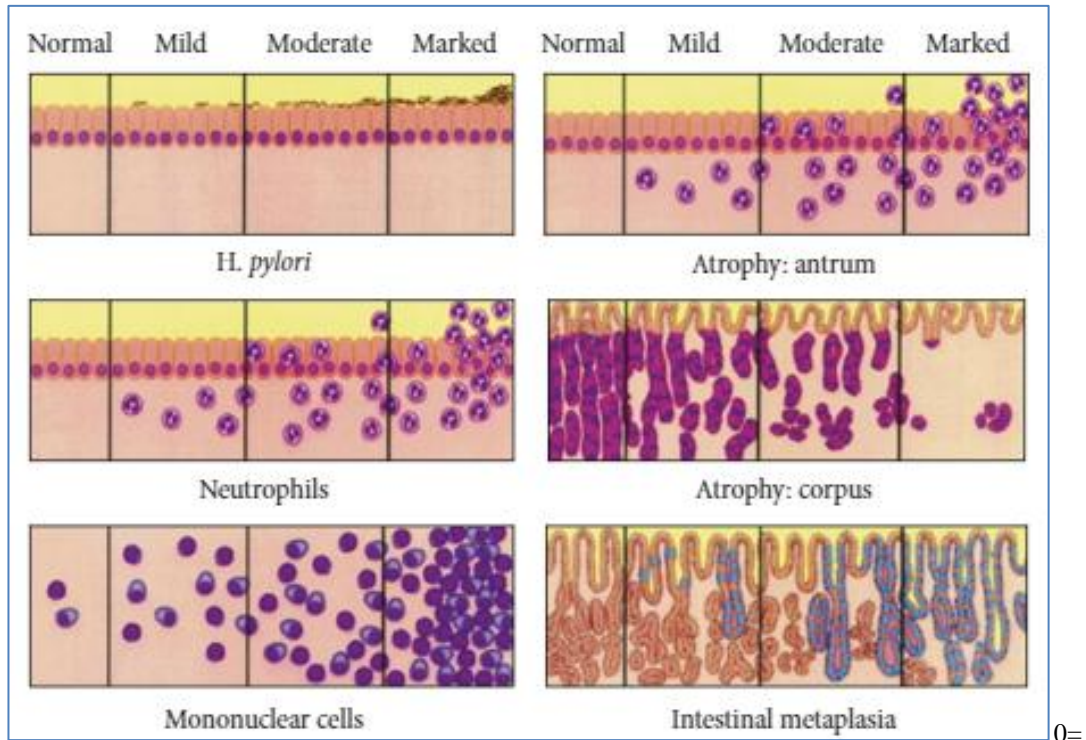 Normal Mild Moderate Marked Normal Mild Moderate Marked
H. pylori Atrophy: antrum
Neutrophils Atrophy: corpus
Mononuclear cells Intestinal metaplasia
0=